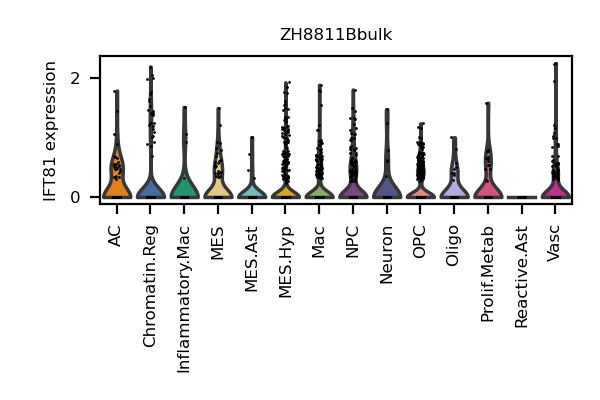 ZH8811Bbulk
IFT81 expression
2
0
AC
Chromatin.Reg
Inflammatory.Mac
MES
MES.Ast
MES.Hyp
Mac
NPC
Neuron
OPC
Oligo
Prolif.Metab
Reactive.Ast
Vasc